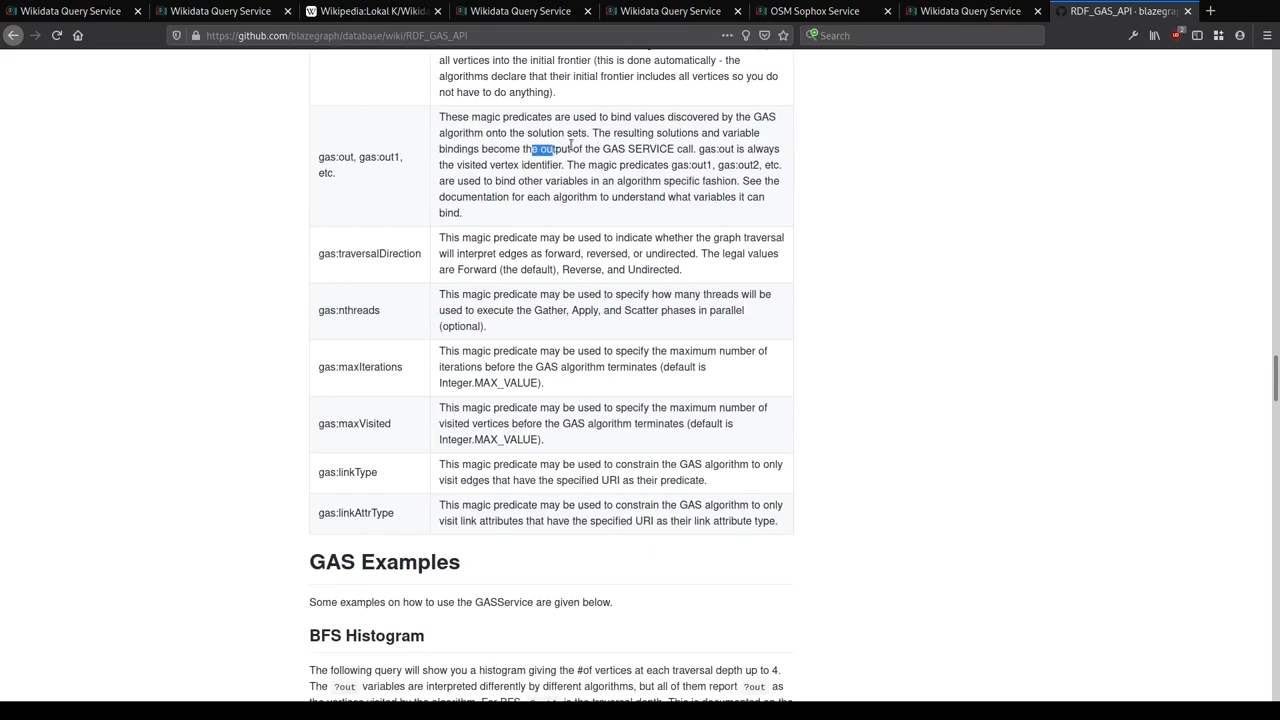 Wikidata Query Service
Wikidata Query Service
Wikipedia:Lokal K/Wikida
Wikidata Query Service
Wikidata Query Service
OSM Sophox Service
Wikidata Query Service
RDF_GAS_API · blazegra
https://github.com/blazegraph/database/wiki/RDF_GAS_API
Search
2
all vertices into the initial frontier (this is done automatically - the
algorithms declare that their initial frontier includes all vertices so you do
not have to do anything).
gas:out, gas:out1,
etc.
These magic predicates are used to bind values discovered by the GAS
algorithm onto the solution sets. The resulting solutions and variable
bindings become the output of the GAS SERVICE call. gas:out is always
the visited vertex identifier. The magic predicates gas:out1, gas:out2, etc.
are used to bind other variables in an algorithm specific fashion. See the
documentation for each algorithm to understand what variables it can
bind.
gas:traversalDirection
This magic predicate may be used to indicate whether the graph traversal
will interpret edges as forward, reversed, or undirected. The legal values
are Forward (the default), Reverse, and Undirected.
gas:nthreads
This magic predicate may be used to specify how many threads will be
used to execute the Gather, Apply, and Scatter phases in parallel
(optional).
gas:maxIterations
This magic predicate may be used to specify the maximum number of
iterations before the GAS algorithm terminates (default is
Integer.MAX_VALUE).
gas:maxVisited
This magic predicate may be used to specify the maximum number of
visited vertices before the GAS algorithm terminates (default is
Integer.MAX_VALUE).
gas:linkType
This magic predicate may be used to constrain the GAS algorithm to only
visit edges that have the specified URI as their predicate.
gas:linkAttrType
This magic predicate may be used to constrain the GAS algorithm to only
visit link attributes that have the specified URI as their link attribute type.
GAS Examples
Some examples on how to use the GASService are given below.
BFS Histogram
The following query will show you a histogram giving the #of vertices at each traversal depth up to 4.
The ?out variables are interpreted differently by different algorithms, but all of them report ?out as